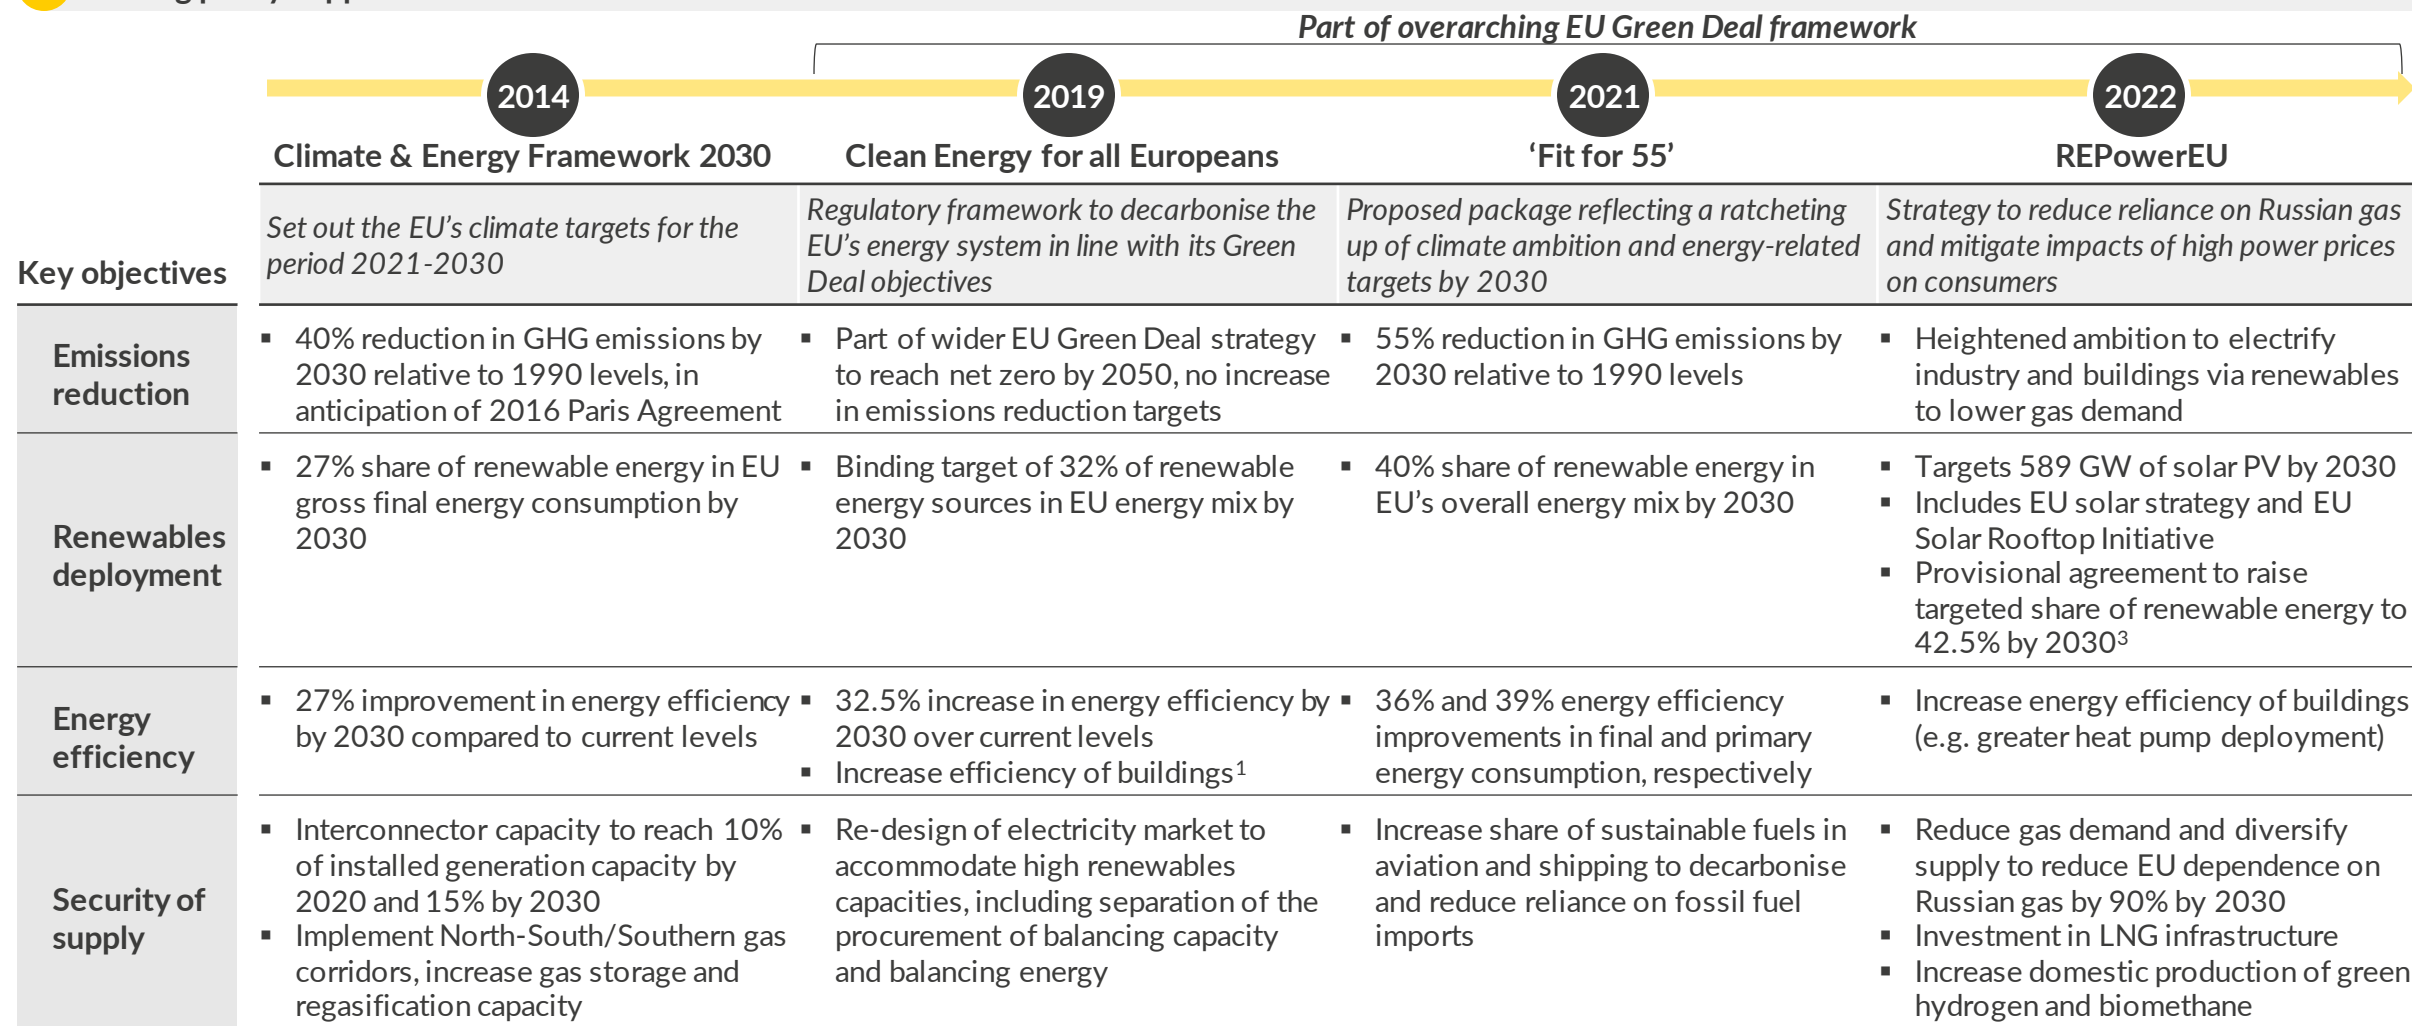 Part of overarching EU Green Deal framework
2014
2019
2021
2022
Climate & Energy Framework 2030
Clean Energy for all Europeans
‘Fit for 55’
REPowerEU
Key objectives
Set out the EU’s climate targets for the
period 2021-2030
Regulatory framework to decarbonise the
EU’s energy system in line with its Green
Deal objectives
Proposed package reflecting a ratcheting
up of climate ambition and energy-related
targets by 2030
Strategy to reduce reliance on Russian gas
and mitigate impacts of high power prices
on consumers
Emissions
reduction
▪ 40% reduction in GHG emissions by
2030 relative to 1990 levels, in
anticipation of 2016 Paris Agreement
▪ Part of wider EU Green Deal strategy
to reach net zero by 2050, no increase
in emissions reduction targets
▪ 55% reduction in GHG emissions by
2030 relative to 1990 levels
▪ Heightened ambition to electrify
industry and buildings via renewables
to lower gas demand
Renewables
deployment
▪ 27% share of renewable energy in EU
gross final energy consumption by
2030
▪ Binding target of 32% of renewable
energy sources in EU energy mix by
2030
▪ 40% share of renewable energy in
EU’s overall energy mix by 2030
▪ Targets 589 GW of solar PV by 2030
▪ Includes EU solar strategy and EU
Solar Rooftop Initiative
▪ Provisional agreement to raise
targeted share of renewable energy to
42.5% by 2030³
Energy
efficiency
▪ 27% improvement in energy efficiency
by 2030 compared to current levels
▪ 32.5% increase in energy efficiency by
2030 over current levels
▪ Increase efficiency of buildings¹
▪ 36% and 39% energy efficiency
improvements in final and primary
energy consumption, respectively
▪ Increase energy efficiency of buildings
(e.g. greater heat pump deployment)
Security of
supply
▪ Interconnector capacity to reach 10%
of installed generation capacity by
2020 and 15% by 2030
▪ Implement North-South/Southern gas
corridors, increase gas storage and
regasification capacity
▪ Re-design of electricity market to
accommodate high renewables
capacities, including separation of the
procurement of balancing capacity
and balancing energy
▪ Increase share of sustainable fuels in
aviation and shipping to decarbonise
and reduce reliance on fossil fuel
imports
▪ Reduce gas demand and diversify
supply to reduce EU dependence on
Russian gas by 90% by 2030
▪ Investment in LNG infrastructure
▪ Increase domestic production of green
hydrogen and biomethane